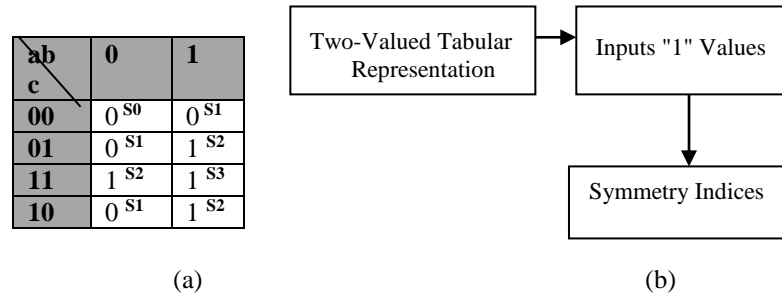 ab
c
0 1
00 0 S0 0 S1
01 0 S1 1 S2
11 1 S2 1 S3
10 0 S1 1 S2
(a)
Two-Valued Tabular
Representation
Inputs "1" Values
Symmetry Indices
(b)